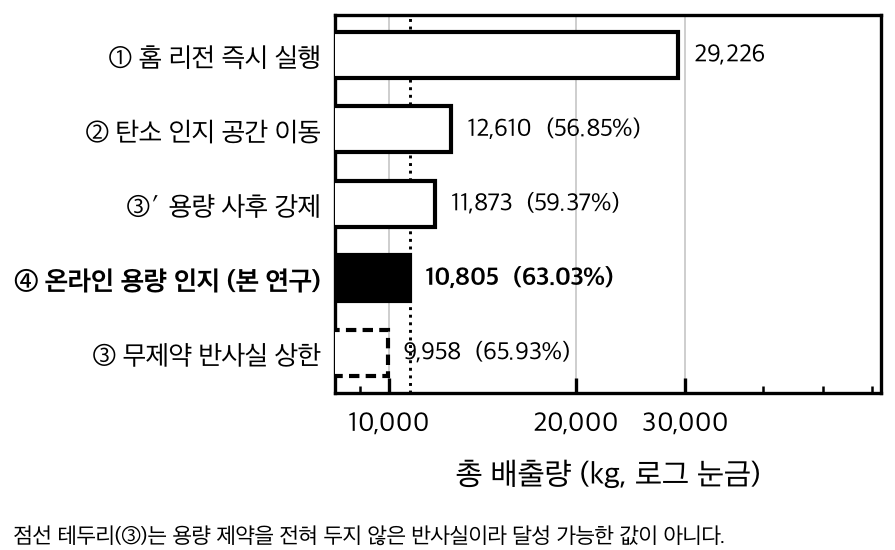 ① 홈 리전 즉시 실행 29,226
② 탄소 인지 공간 이동 12,610 (56.85%)
③′ 용량 사후 강제 11,873 (59.37%)
④ 온라인 용량 인지 (본 연구) 10,805 (63.03%)
③ 무제약 반사실 상한 9,958 (65.93%)
10,000 20,000 30,000
총 배출량 (kg, 로그 눈금)
점선 테두리(③)는 용량 제약을 전혀 두지 않은 반사실이라 달성 가능한 값이 아니다.